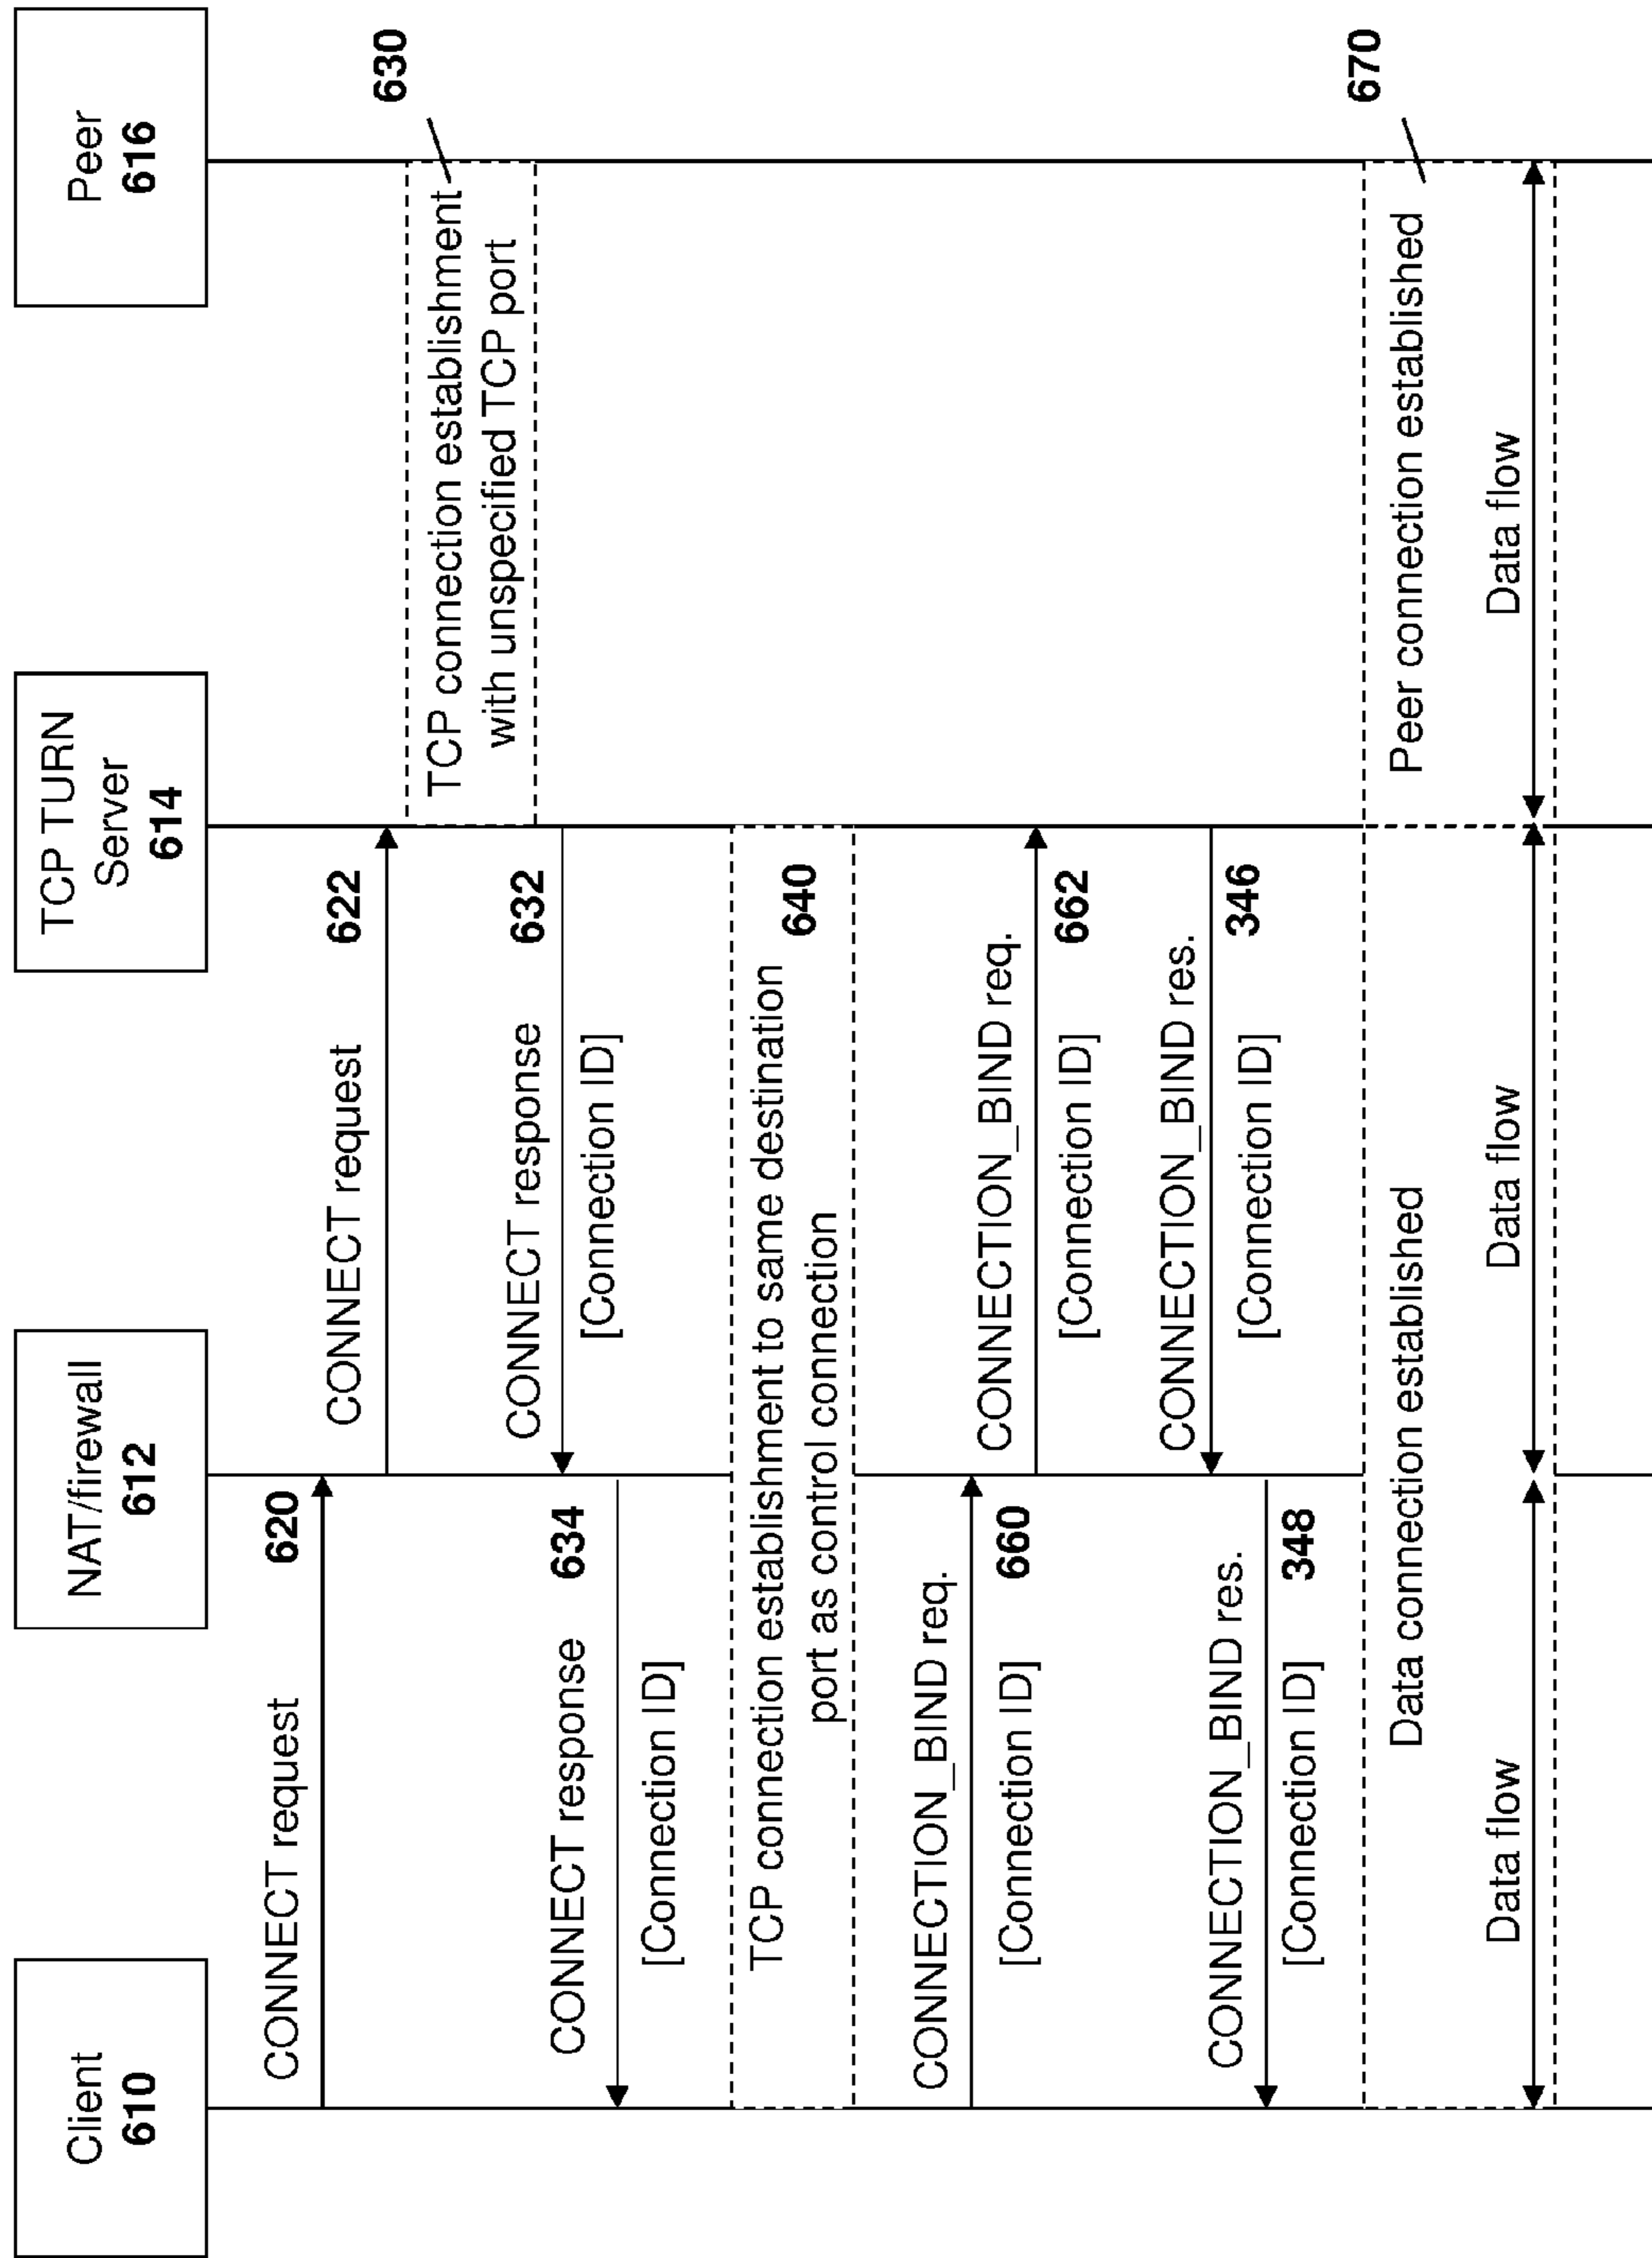 Client
610
NAT/firewall
612
TCP TURN
Server
614
Peer
616
CONNECT request
620
CONNECT request
622
TCP connection establishment
with unspecified TCP port
630
CONNECT response
632
[Connection ID]
CONNECT response
634
[Connection ID]
TCP connection establishment to same destination
port as control connection
640
CONNECTION_BIND req.
660
[Connection ID]
CONNECTION_BIND req.
662
[Connection ID]
CONNECTION_BIND res.
346
[Connection ID]
CONNECTION_BIND res.
348
[Connection ID]
Data connection established
Peer connection established
670
Data flow
Data flow
Data flow